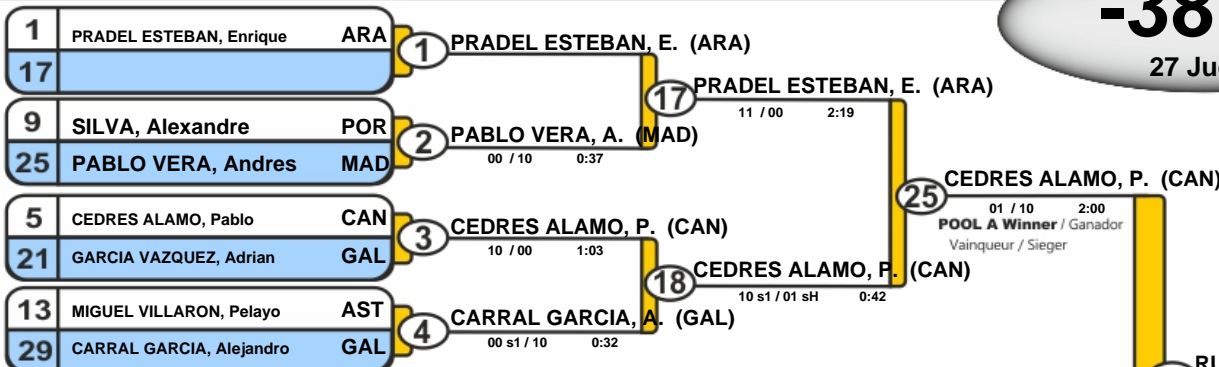 -38
27 Ju
1 PRADEL ESTEBAN, Enrique ARA
17
1 PRADEL ESTEBAN, E. (ARA)
9 SILVA, Alexandre POR
25 PABLO VERA, Andres MAD
2 PABLO VERA, A. (MAD)
00 / 10 0:37
17 PRADEL ESTEBAN, E. (ARA)
11 / 00 2:19
5 CEDRES ALAMO, Pablo CAN
21 GARCIA VAZQUEZ, Adrian GAL
3 CEDRES ALAMO, P. (CAN)
10 / 00 1:03
13 MIGUEL VILLARON, Pelayo AST
29 CARRAL GARCIA, Alejandro GAL
4 CARRAL GARCIA, A. (GAL)
00 s1 / 10 0:32
18 CEDRES ALAMO, P. (CAN)
10 s1 / 01 sH 0:42
25 CEDRES ALAMO, P. (CAN)
01 / 10 2:00
POOL A Winner / Ganador
Vainqueur / Sieger